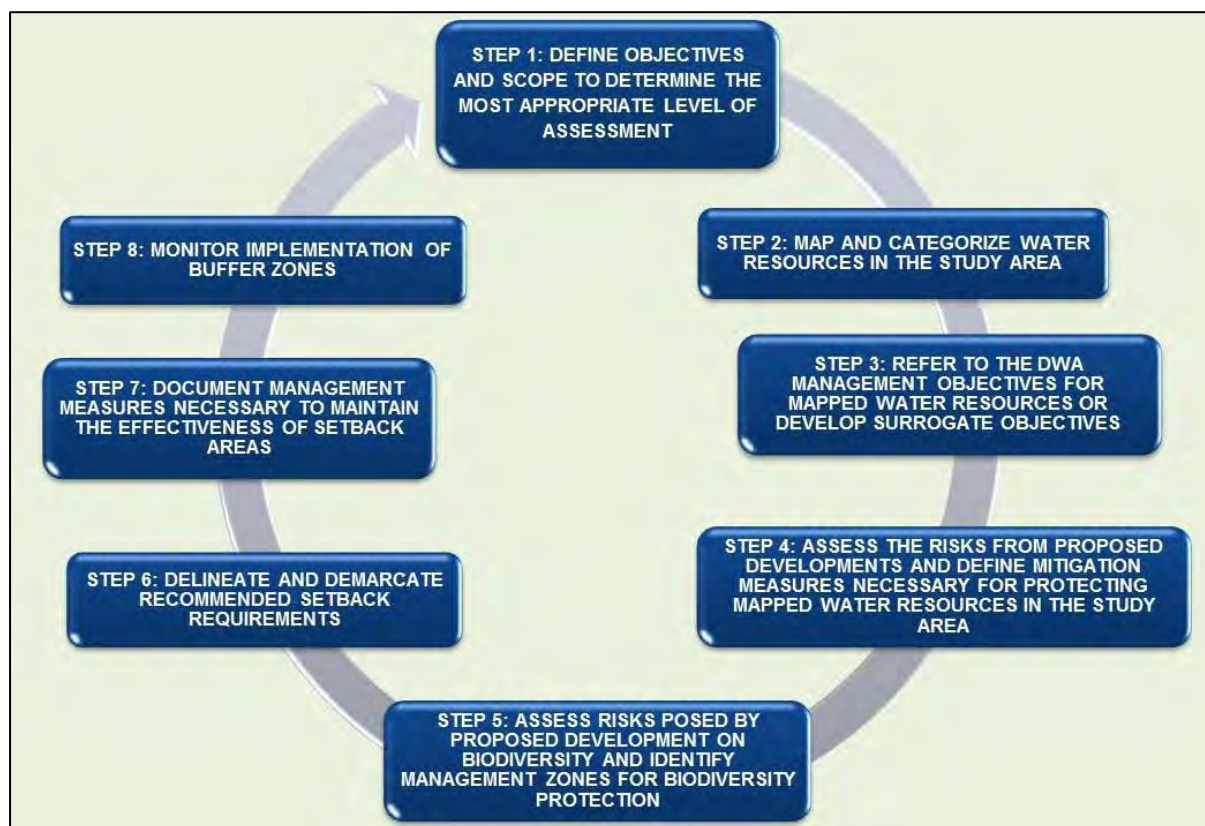 STEP 1: DEFINE OBJECTIVES
AND SCOPE TO DETERMINE THE
MOST APPROPRIATE LEVEL OF
ASSESSMENT
STEP 2: MAP AND CATEGORIZE WATER
RESOURCES IN THE STUDY AREA
STEP 3: REFER TO THE DWA
MANAGEMENT OBJECTIVES FOR
MAPPED WATER RESOURCES OR
DEVELOP SURROGATE OBJECTIVES
STEP 4: ASSESS THE RISKS FROM PROPOSED
DEVELOPMENTS AND DEFINE MITIGATION
MEASURES NECESSARY FOR PROTECTING
MAPPED WATER RESOURCES IN THE STUDY
AREA
STEP 5: ASSESS RISKS POSED BY
PROPOSED DEVELOPMENT ON
BIODIVERSITY AND IDENTIFY
MANAGEMENT ZONES FOR BIODIVERSITY
PROTECTION
STEP 6: DELINEATE AND DEMARCATE
RECOMMENDED SETBACK
REQUIREMENTS
STEP 7: DOCUMENT MANAGEMENT
MEASURES NECESSARY TO MAINTAIN
THE EFFECTIVENESS OF SETBACK
AREAS
STEP 8: MONITOR IMPLEMENTATION OF
BUFFER ZONES